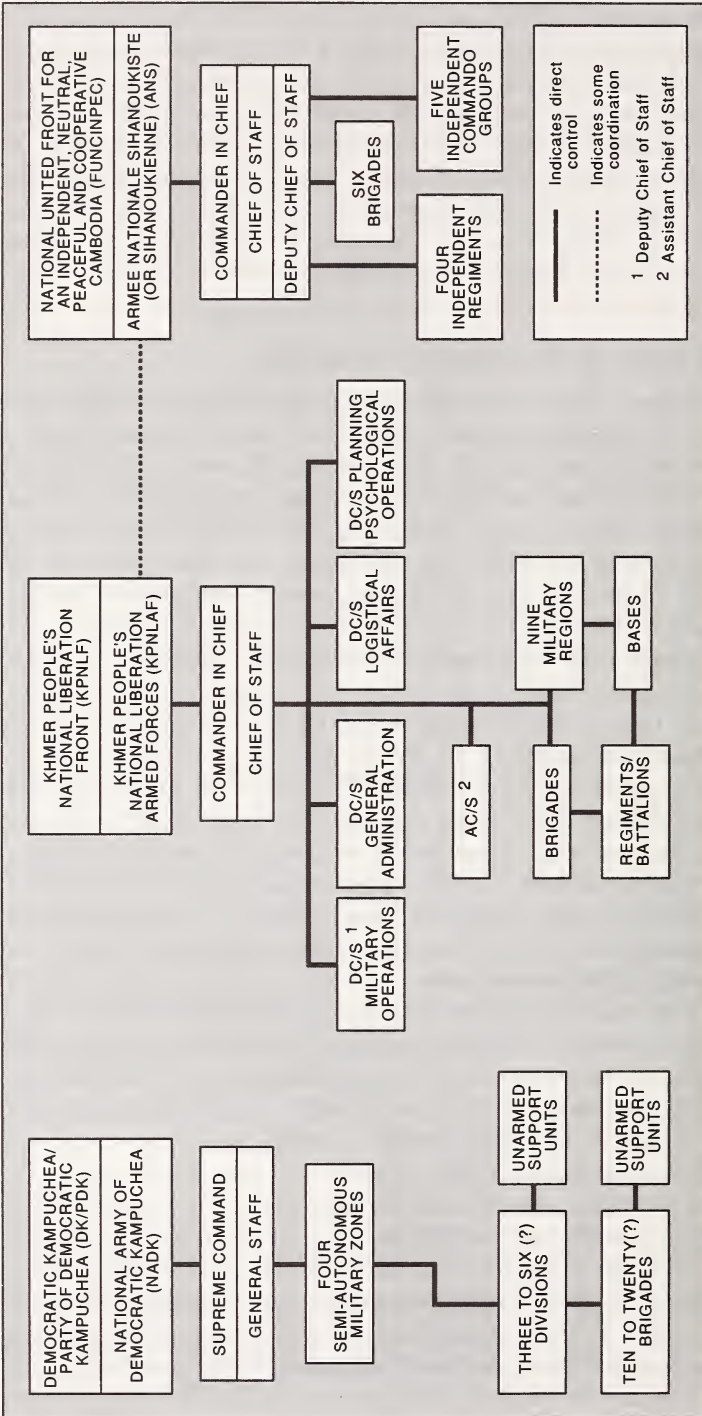 DEMOCRATIC KAMPUCHEA/
PARTY OF DEMOCRATIC
KAMPUCHEA (DK/PDK)
NATIONAL ARMY OF
DEMOCRATIC KAMPUCHEA
(NADK)
SUPREME COMMAND
GENERAL STAFF
FOUR
SEMI-AUTONOMOUS
MILITARY ZONES
THREE TO SIX (?)
DIVISIONS
UNARMED
SUPPORT
UNITS
TEN TO TWENTY(?)
BRIGADES
UNARMED
SUPPORT
UNITS
KHMER PEOPLE'S
NATIONAL LIBERATION
FRONT (KPNLF)
KHMER PEOPLE'S
NATIONAL LIBERATION
ARMED FORCES (KPNLAF)
COMMANDER IN CHIEF
CHIEF OF STAFF
DC/S 1
MILITARY
OPERATIONS
DC/S
GENERAL
ADMINISTRATION
DC/S
LOGISTICAL
AFFAIRS
DC/S PLANNING
PSYCHOLOGICAL
OPERATIONS
AC/S 2
BRIGADES
NINE
MILITARY
REGIONS
REGIMENTS/
BATTALIONS
BASES
NATIONAL UNITED FRONT FOR
AN INDEPENDENT, NEUTRAL,
PEACEFUL AND COOPERATIVE
CAMBODIA (FUNCINPEC)
ARMEE NATIONALE SIHANOUKISTE
(OR SIHANOUKIENNE) (ANS)
COMMANDER IN CHIEF
CHIEF OF STAFF
DEPUTY CHIEF OF STAFF
FOUR
INDEPENDENT
REGIMENTS
SIX
BRIGADES
FIVE
INDEPENDENT
COMMANDO
GROUPS
Indicates direct
control
Indicates some
coordination
1 Deputy Chief of Staff
2 Assistant Chief of Staff